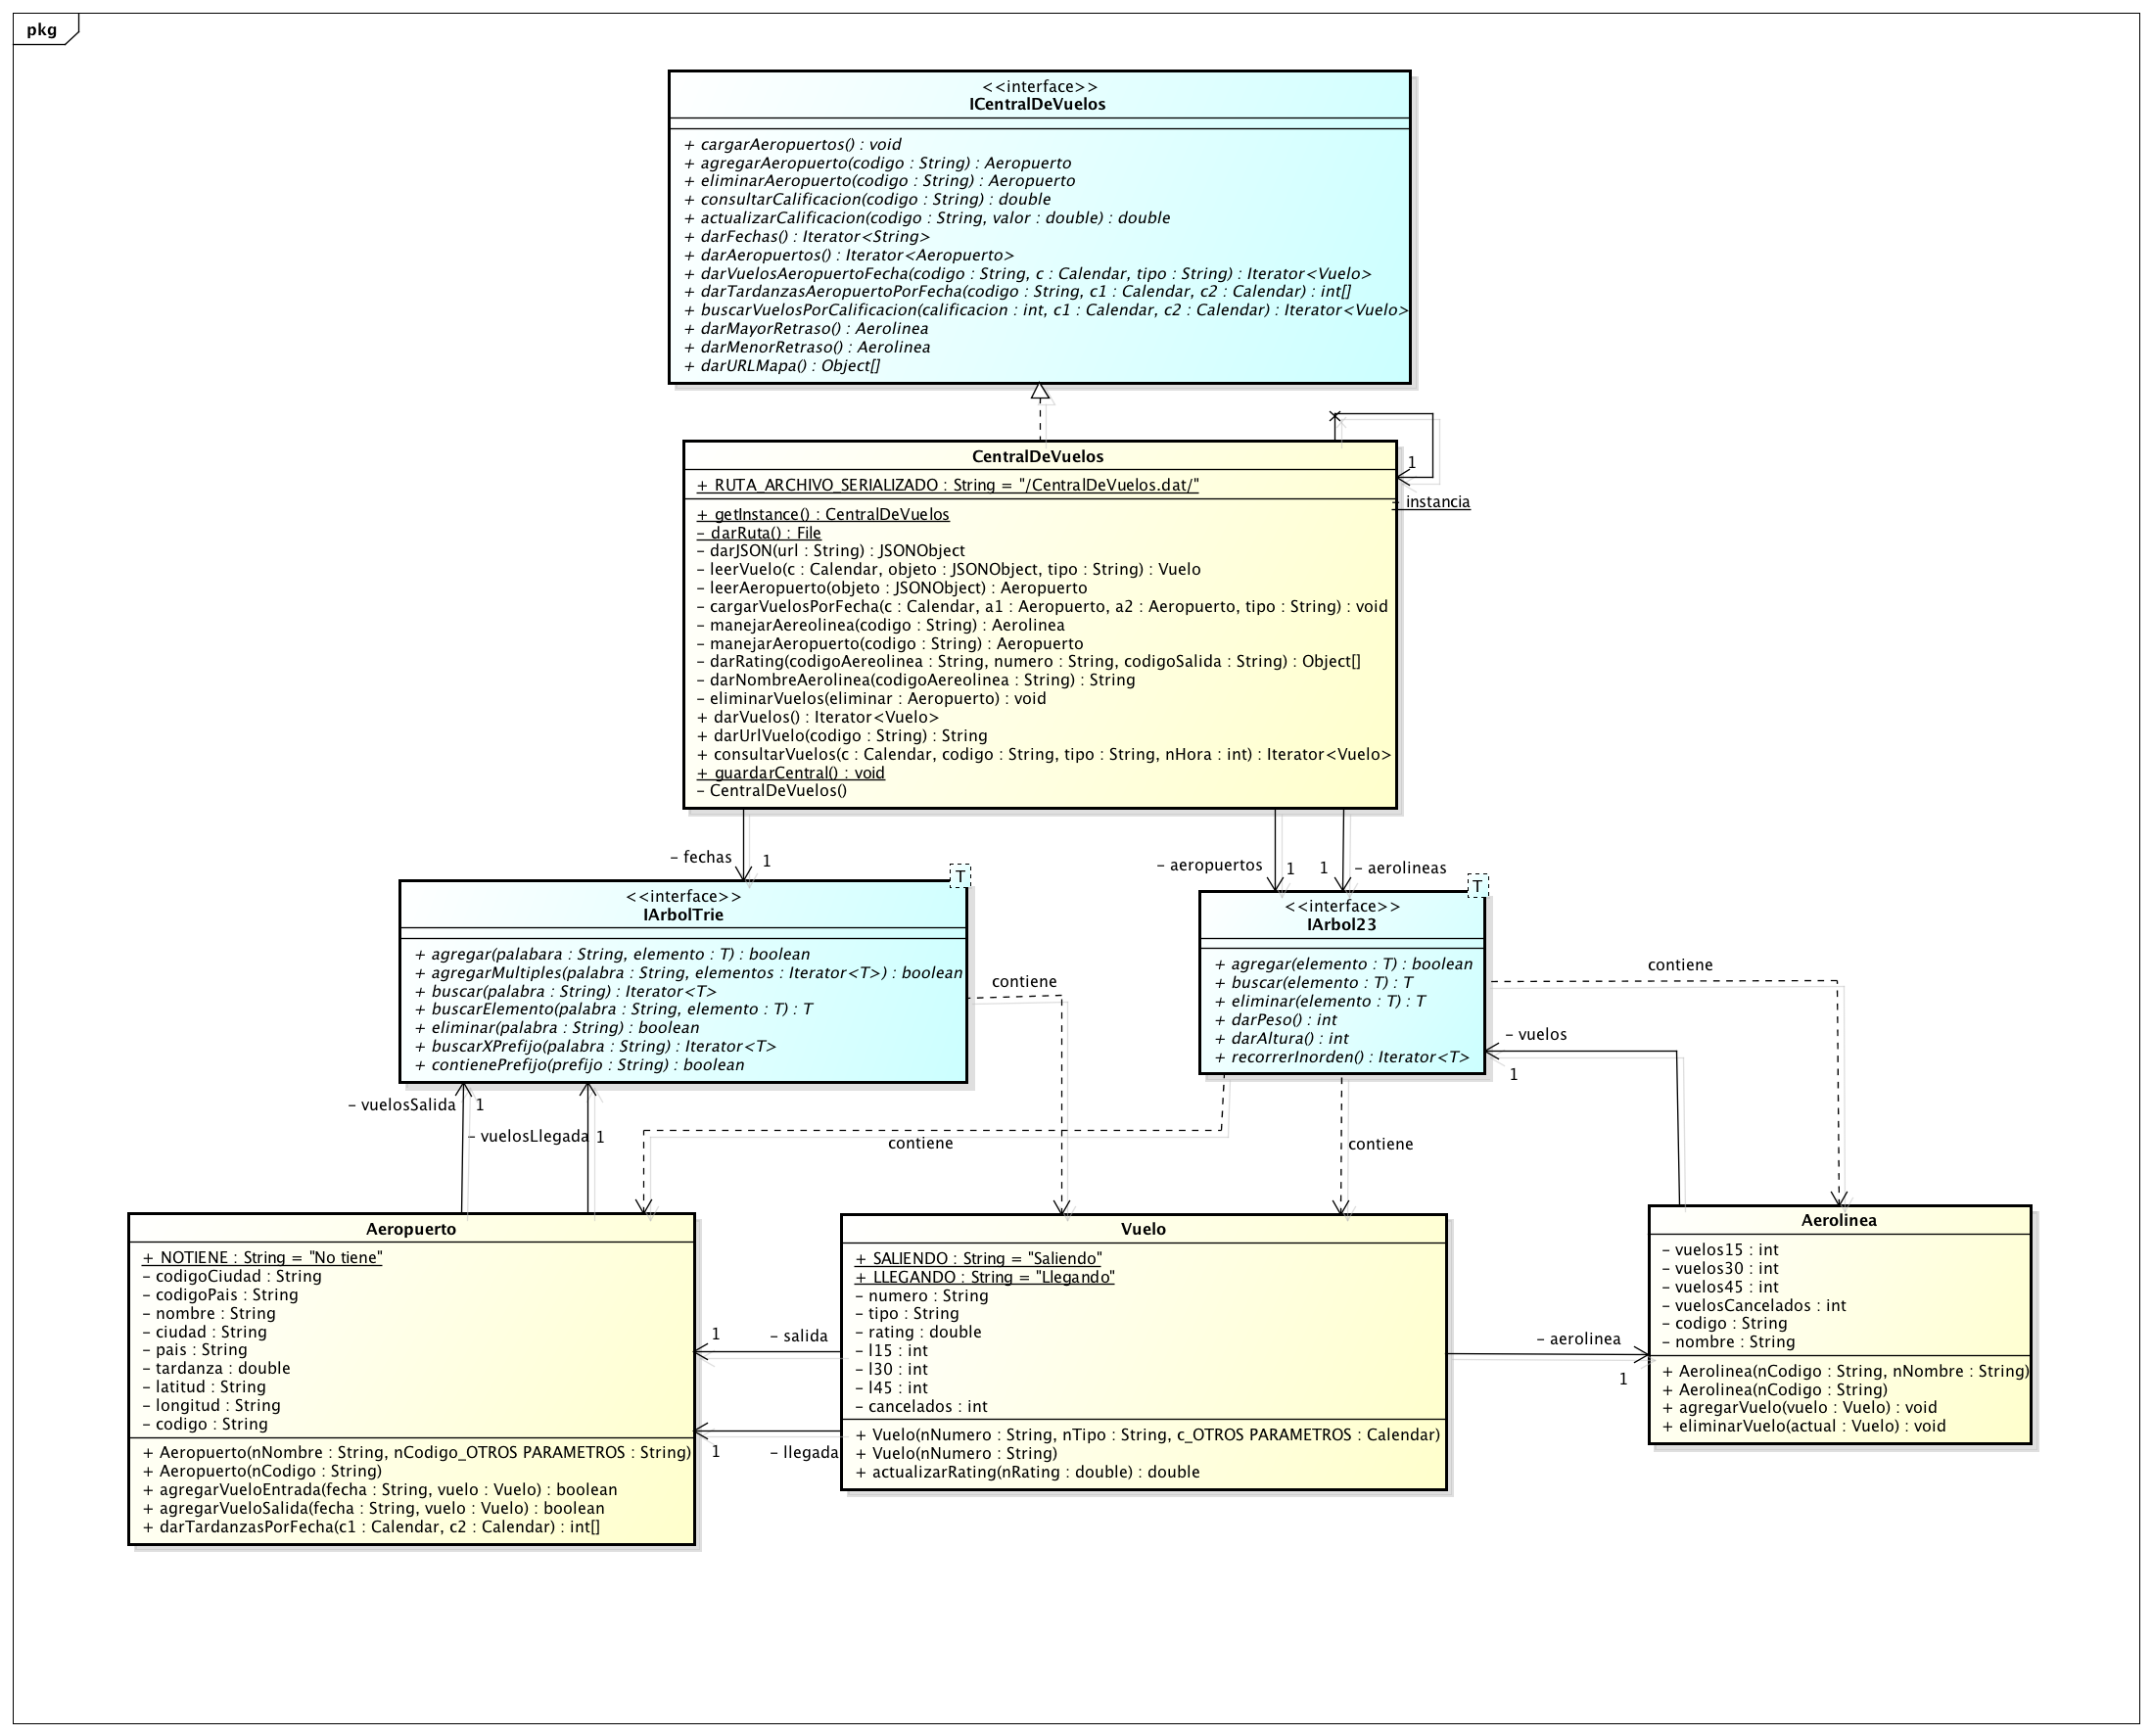 pkg
<<interface>>
ICentralDeVuelos
+ cargarAeropuertos() : void
+ agregarAeropuerto(codigo : String) : Aeropuerto
+ eliminarAeropuerto(codigo : String) : Aeropuerto
+ consultarCalificacion(codigo : String) : double
+ actualizarCalificacion(codigo : String, valor : double) : double
+ darFechas() : Iterator<String>
+ darAeropuertos() : Iterator<Aeropuerto>
+ darVuelosAeropuertoFecha(codigo : String, c : Calendar, tipo : String) : Iterator<Vuelo>
+ darTardanzasAeropuertoPorFecha(codigo : String, c1 : Calendar, c2 : Calendar) : int[]
+ buscarVuelosPorCalificacion(calificacion : int, c1 : Calendar, c2 : Calendar) : Iterator<Vuelo>
+ darMayorRetraso() : Aerolinea
+ darMenorRetraso() : Aerolinea
+ darURLMapa() : Object[]
CentralDeVuelos
+ RUTA_ARCHIVO_SERIALIZADO : String = "/CentralDeVuelos.dat/"
+ getInstance() : CentralDeVuelos
– darRuta() : File
– darJSON(url : String) : JSONObject
– leerVuelo(c : Calendar, objeto : JSONObject, tipo : String) : Vuelo
– leerAeropuerto(objeto : JSONObject) : Aeropuerto
– cargarVuelosPorFecha(c : Calendar, a1 : Aeropuerto, a2 : Aeropuerto, tipo : String) : void
– manejarAereolinea(codigo : String) : Aerolinea
– manejarAeropuerto(codigo : String) : Aeropuerto
– darRating(codigoAereolinea : String, numero : String, codigoSalida : String) : Object[]
– darNombreAerolinea(codigoAereolinea : String) : String
– eliminarVuelos(eliminar : Aeropuerto) : void
+ darVuelos() : Iterator<Vuelo>
+ darUrlVuelo(codigo : String) : String
+ consultarVuelos(c : Calendar, codigo : String, tipo : String, nHora : int) : Iterator<Vuelo>
+ guardarCentral() : void
– CentralDeVuelos()
1
– instancia
– fechas
1
– aeropuertos
1
1
– aerolineas
T
<<interface>>
IArbolTrie
+ agregar(palabara : String, elemento : T) : boolean
+ agregarMultiples(palabra : String, elementos : Iterator<T>) : boolean
+ buscar(palabra : String) : Iterator<T>
+ buscarElemento(palabra : String, elemento : T) : T
+ eliminar(palabra : String) : boolean
+ buscarXPrefijo(palabra : String) : Iterator<T>
+ contienePrefijo(prefijo : String) : boolean
contiene
T
<<interface>>
IArbol23
+ agregar(elemento : T) : boolean
+ buscar(elemento : T) : T
+ eliminar(elemento : T) : T
+ darPeso() : int
+ darAltura() : int
+ recorrerInorden() : Iterator<T>
contiene
– vuelos
1
– vuelosSalida
1
– vuelosLlegada
1
contiene
contiene
Aeropuerto
+ NOTIENE : String = "No tiene"
– codigoCiudad : String
– codigoPais : String
– nombre : String
– ciudad : String
– pais : String
– tardanza : double
– latitud : String
– longitud : String
– codigo : String
+ Aeropuerto(nNombre : String, nCodigo_OTROS PARAMETROS : String)
+ Aeropuerto(nCodigo : String)
+ agregarVueloEntrada(fecha : String, vuelo : Vuelo) : boolean
+ agregarVueloSalida(fecha : String, vuelo : Vuelo) : boolean
+ darTardanzasPorFecha(c1 : Calendar, c2 : Calendar) : int[]
1
– salida
1
– llegada
Vuelo
+ SALIENDO : String = "Saliendo"
+ LLEGANDO : String = "Llegando"
– numero : String
– tipo : String
– rating : double
– l15 : int
– l30 : int
– l45 : int
– cancelados : int
+ Vuelo(nNumero : String, nTipo : String, c_OTROS PARAMETROS : Calendar)
+ Vuelo(nNumero : String)
+ actualizarRating(nRating : double) : double
– aerolinea
1
Aerolinea
– vuelos15 : int
– vuelos30 : int
– vuelos45 : int
– vuelosCancelados : int
– codigo : String
– nombre : String
+ Aerolinea(nCodigo : String, nNombre : String)
+ Aerolinea(nCodigo : String)
+ agregarVuelo(vuelo : Vuelo) : void
+ eliminarVuelo(actual : Vuelo) : void